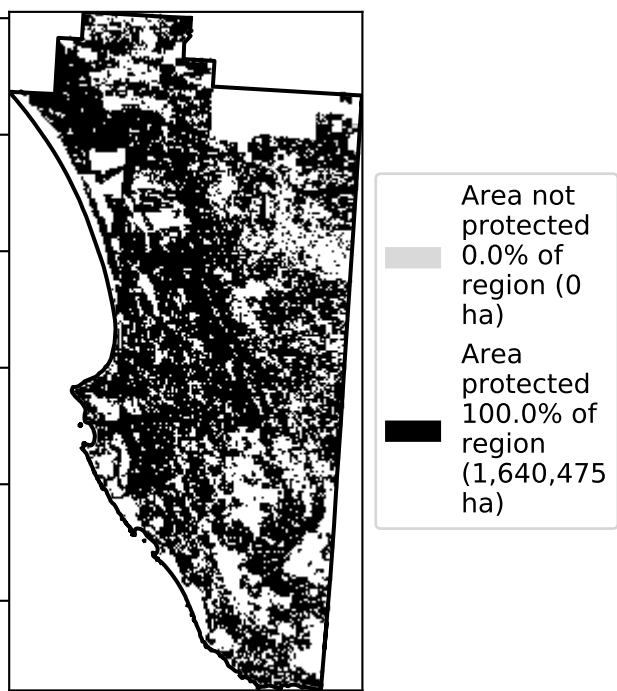 Area not
protected
0.0% of
region (0
ha)
Area
protected
100.0% of
region
(1,640,475
ha)